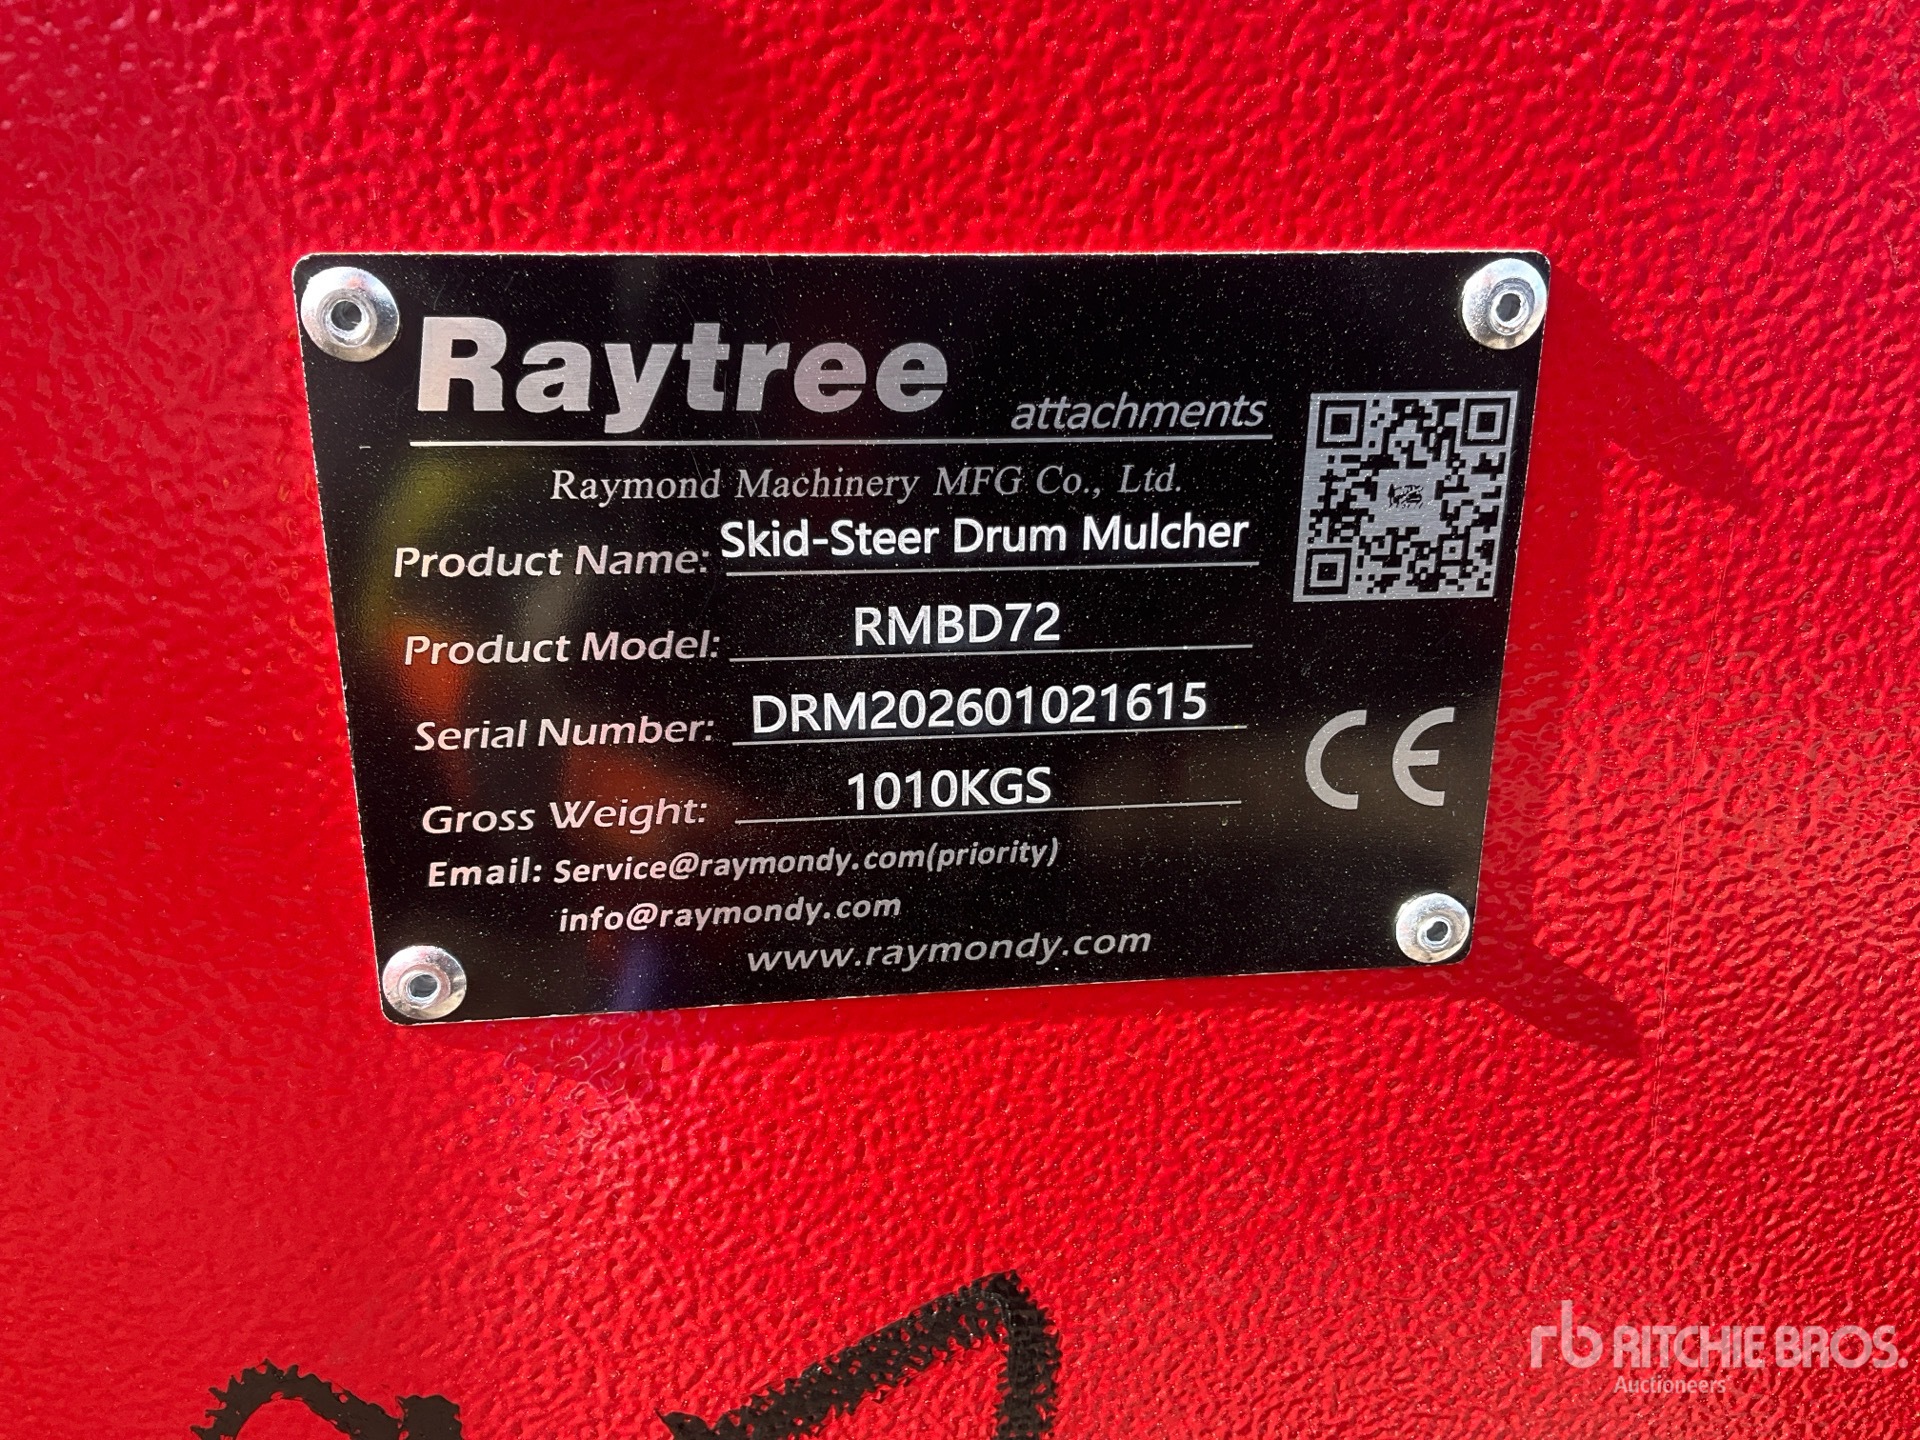 Raytree
attachments
Raymond Machinery MFG Co., Ltd.
Product Name: Skid-Steer Drum Mulcher
Product Model: RMBD72
Serial Number: DRM202601021615
Gross Weight: 1010KGS
Email: Service@raymondy.com(priority)
info@raymondy.com
www.raymondy.com
CE
rb RITCHIE BROS.
Auctioneers